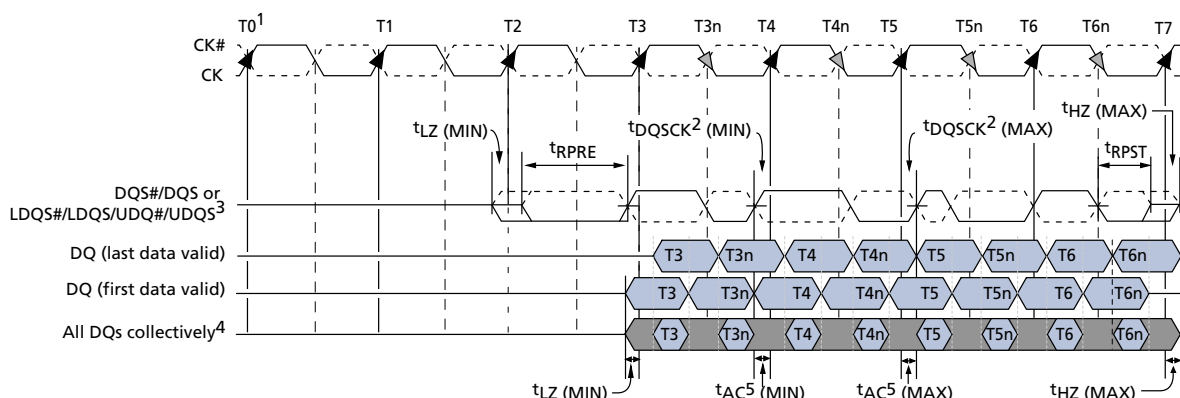 T0¹ T1 T2 T3 T3n T4 T4n T5 T5n T6 T6n T7
CK#
CK
tLZ (MIN) tDQSCK² (MIN) tDQSCK² (MAX) tHZ (MAX)
tRPRE tRPST
DQS#/DQS or
LDQS#/LDQS/UDQ#/UDQS³
DQ (last data valid) T3 T3n T4 T4n T5 T5n T6 T6n
DQ (first data valid) T3 T3n T4 T4n T5 T5n T6 T6n
All DQs collectively⁴ T3 T3n T4 T4n T5 T5n T6 T6n
tLZ (MIN) tAC⁵ (MIN) tAC⁵ (MAX) tHZ (MAX)